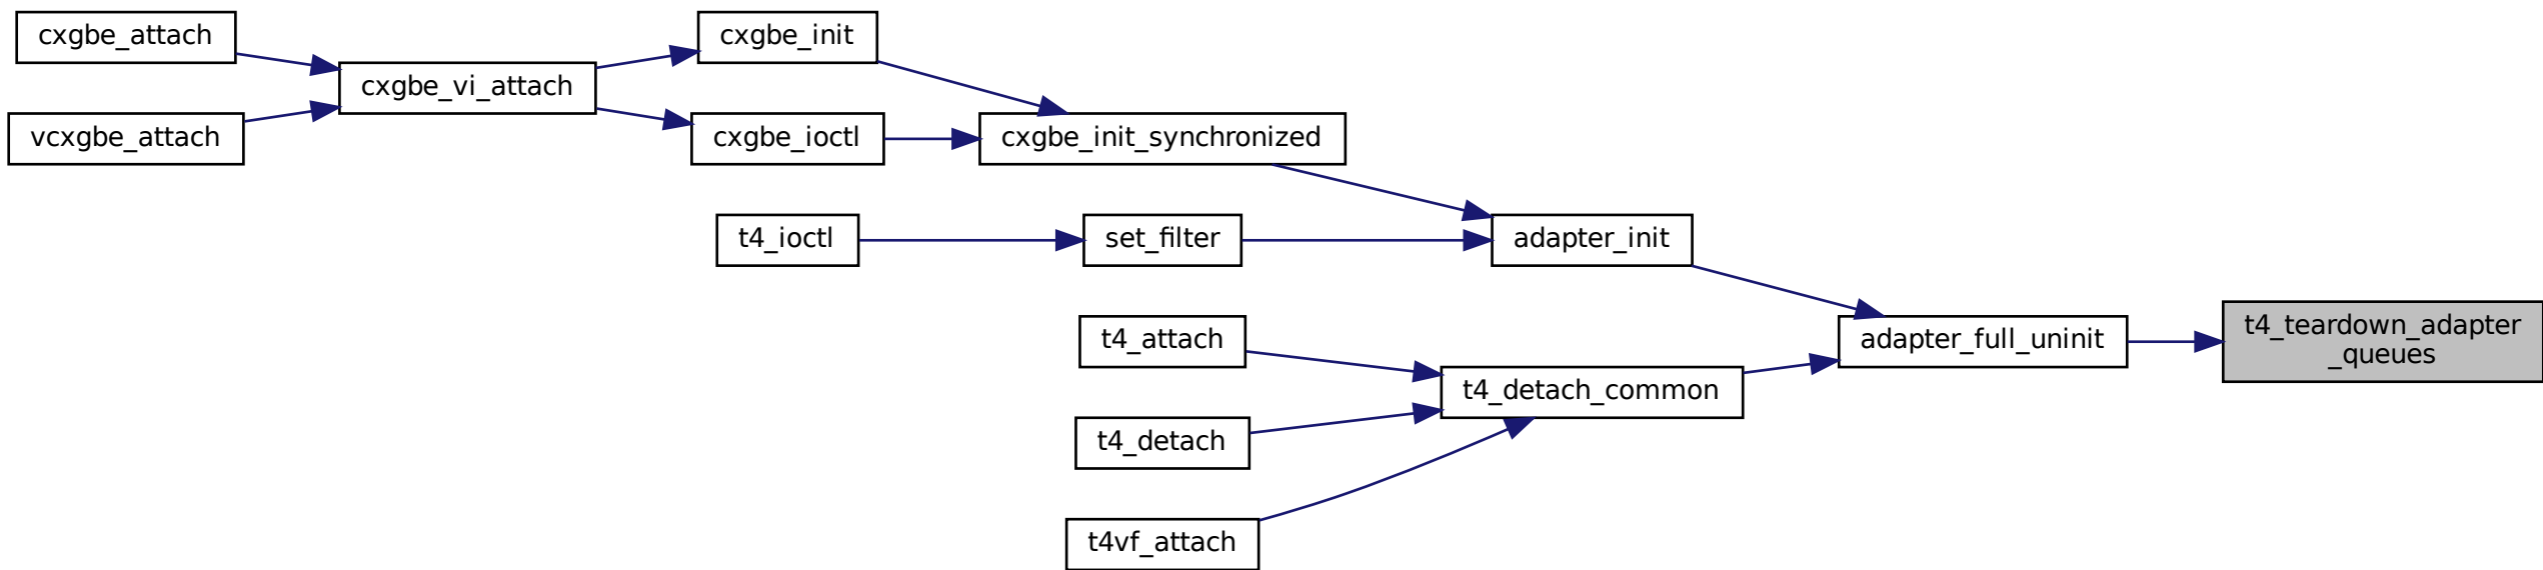 cxgbe_attach
cxgbe_init
cxgbe_vi_attach
vcxgbe_attach
cxgbe_ioctl
cxgbe_init_synchronized
t4_ioctl
set_filter
adapter_init
t4_attach
adapter_full_uninit
t4_teardown_adapter
_queues
t4_detach_common
t4_detach
t4vf_attach